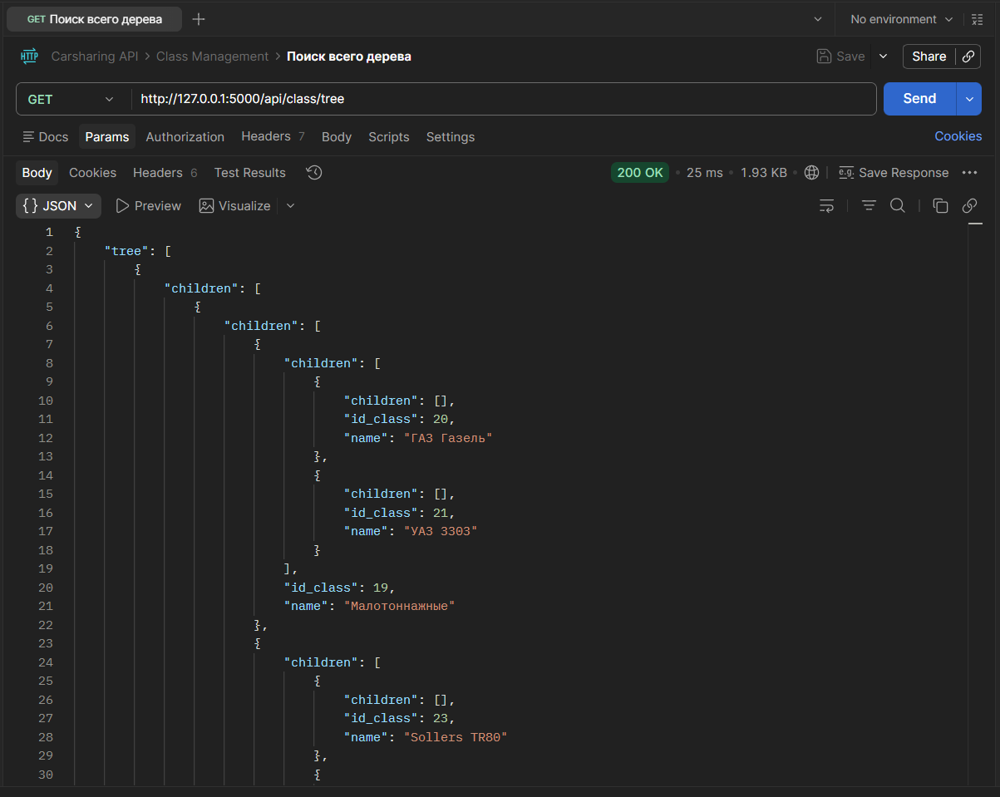 GET Поиск всего дерева
No environment
HTTP Carsharing API > Class Management > Поиск всего дерева
Save
Share
GET http://127.0.0.1:5000/api/class/tree
Send
Docs Params Authorization Headers 7 Body Scripts Settings
Cookies
Body Cookies Headers 6 Test Results
200 OK • 25 ms • 1.93 KB • e.g. Save Response
{} JSON Preview Visualize
1 {
2 "tree": [
3 {
4 "children": [
5 {
6 "children": [
7 {
8 "children": [
9 {
10 "children": [],
11 "id_class": 20,
12 "name": "ГАЗ Газель"
13 },
14 {
15 "children": [],
16 "id_class": 21,
17 "name": "УАЗ 3303"
18 }
19 ],
20 "id_class": 19,
21 "name": "Малотоннажные"
22 },
23 {
24 "children": [
25 {
26 "children": [],
27 "id_class": 23,
28 "name": "Sollers TR80"
29 },
30 {